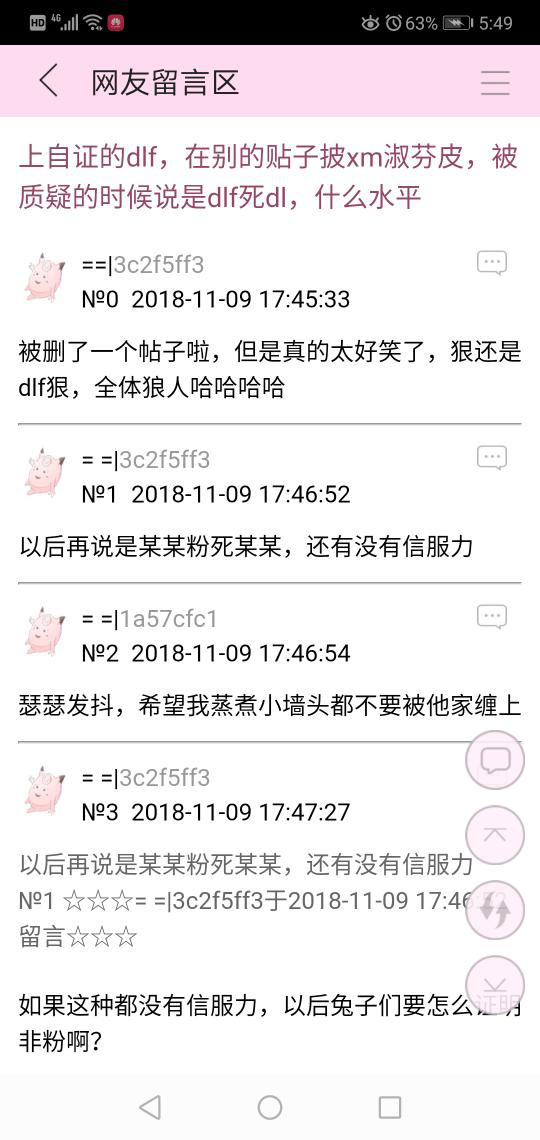 HD 4G 63% 5:49
网友留言区
上自证的dlf，在别的贴子披xm淑芬皮，被
质疑的时候说是dlf死dl，什么水平
==|3c2f5ff3
№0 2018-11-09 17:45:33
被删了一个帖子啦，但是真的太好笑了，狠还是
dlf狠，全体狼人哈哈哈哈
= =|3c2f5ff3
№1 2018-11-09 17:46:52
以后再说是某某粉死某某，还有没有信服力
= =|1a57cfc1
№2 2018-11-09 17:46:54
瑟瑟发抖，希望我蒸煮小墙头都不要被他家缠上
= =|3c2f5ff3
№3 2018-11-09 17:47:27
以后再说是某某粉死某某，还有没有信服力
№1 ☆☆☆= =|3c2f5ff3于2018-11-09 17:46
留言☆☆☆
如果这种都没有信服力，以后兔子们要怎么证明
非粉啊？